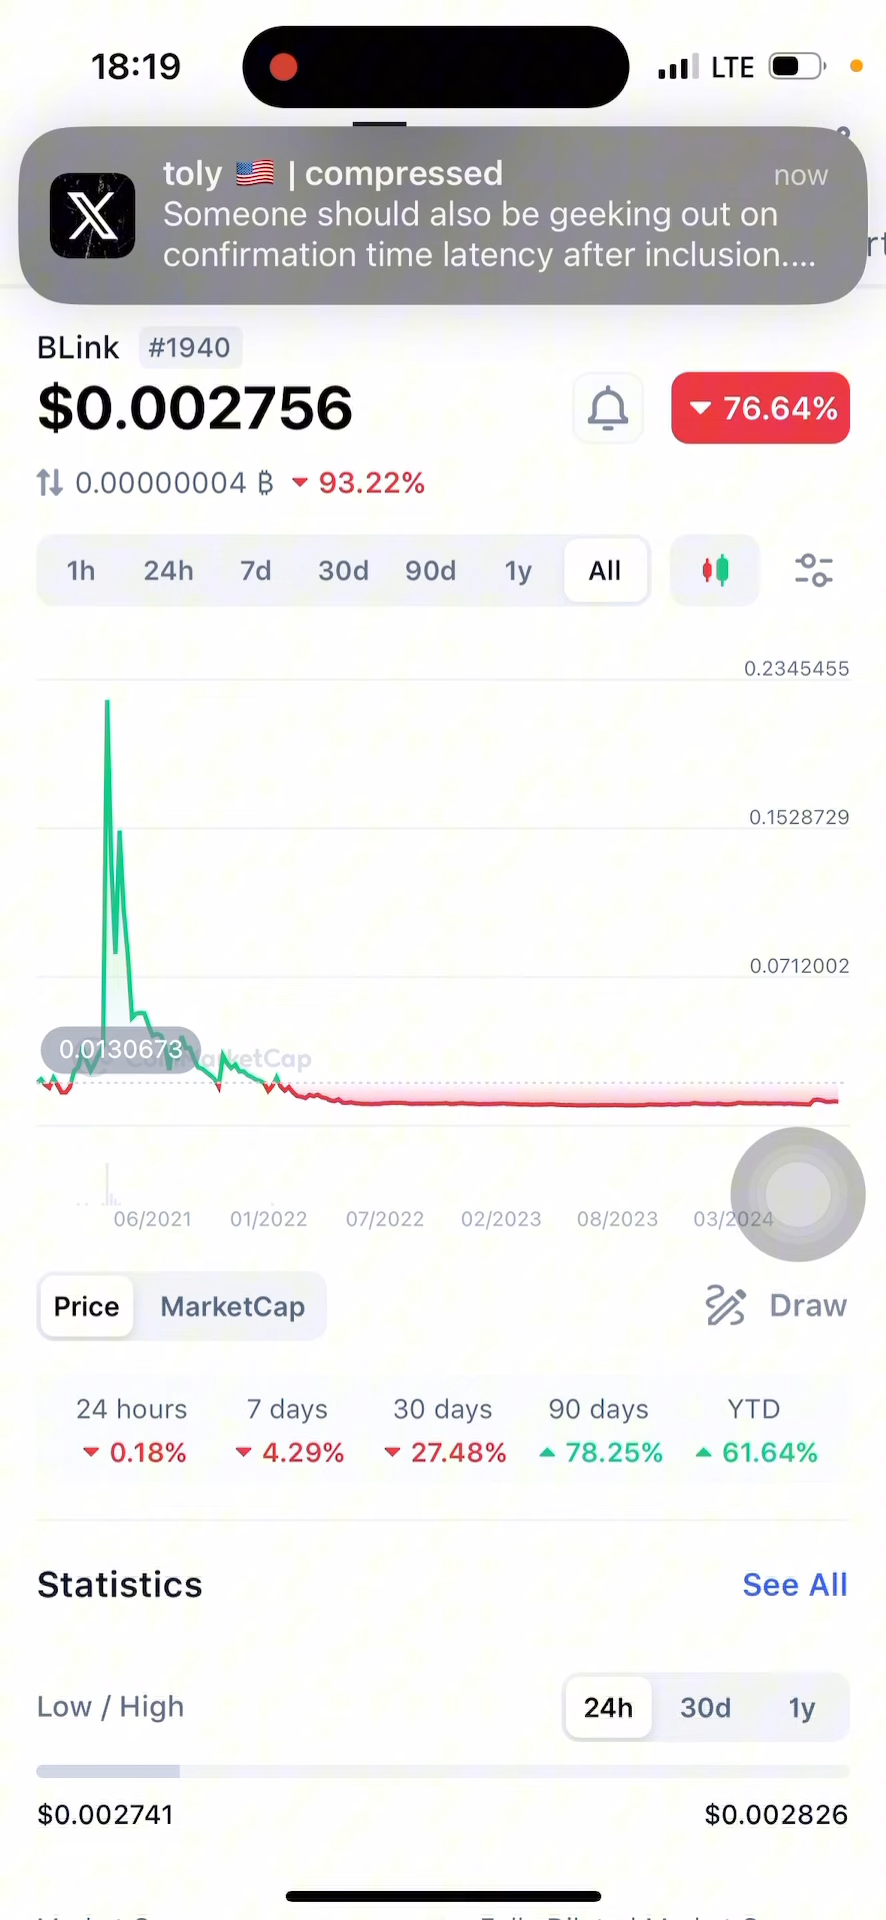 18:19
LTE
toly 🇺🇸 | compressed
now
Someone should also be geeking out on
confirmation time latency after inclusion....
BLink #1940
$0.002756
76.64%
0.00000004 ₿ 93.22%
1h 24h 7d 30d 90d 1y All
0.2345455
0.1528729
0.0712002
0.0130673
06/2021 01/2022 07/2022 02/2023 08/2023 03/2024
Price MarketCap
Draw
24 hours 7 days 30 days 90 days YTD
0.18% 4.29% 27.48% 78.25% 61.64%
Statistics
See All
Low / High
24h 30d 1y
$0.002741
$0.002826